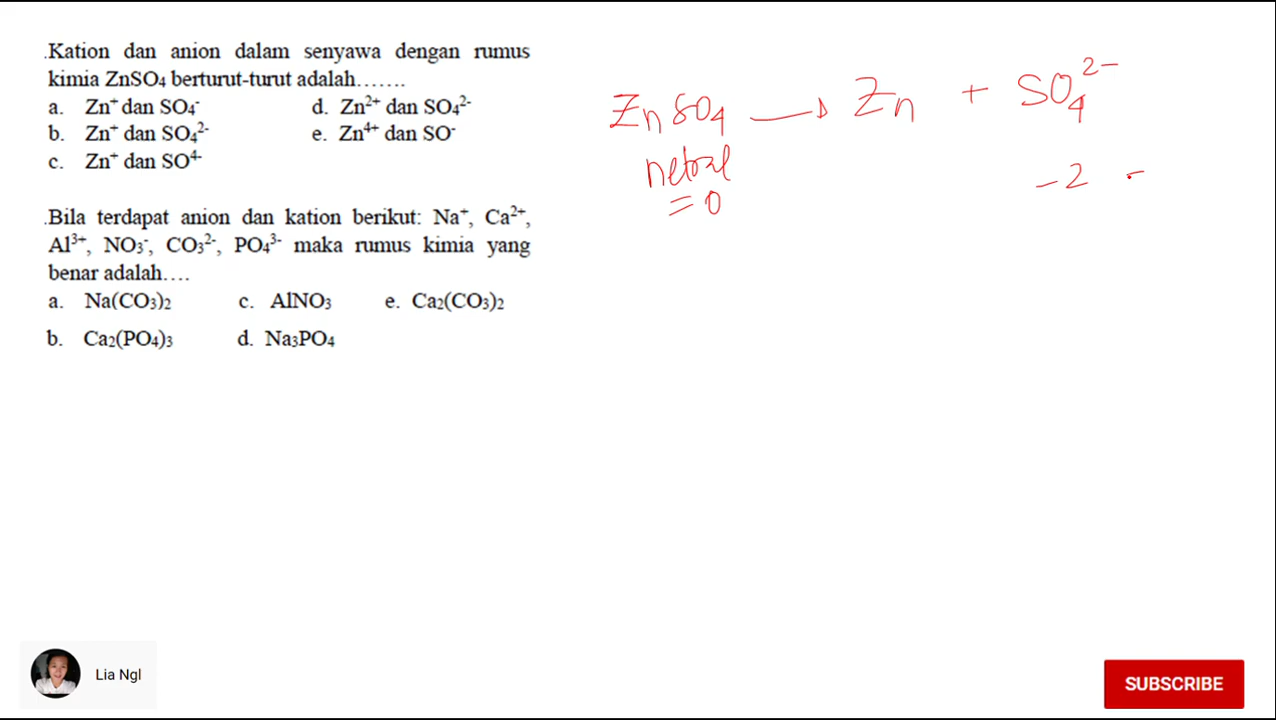 .Kation dan anion dalam senyawa dengan rumus
kimia ZnSO₄ berturut-turut adalah…….
a. Zn⁺ dan SO₄⁻ d. Zn²⁺ dan SO₄²⁻
b. Zn⁺ dan SO₄²⁻ e. Zn⁴⁺ dan SO⁻
c. Zn⁺ dan SO⁴⁻
.Bila terdapat anion dan kation berikut: Na⁺, Ca²⁺,
Al³⁺, NO₃⁻, CO₃²⁻, PO₄³⁻ maka rumus kimia yang
benar adalah….
a. Na(CO₃)₂ c. AlNO₃ e. Ca₂(CO₃)₂
b. Ca₂(PO₄)₃ d. Na₃PO₄
ZnSO₄ → Zn + SO₄²⁻
netral
= 0
-2 -
Lia Ngl
SUBSCRIBE